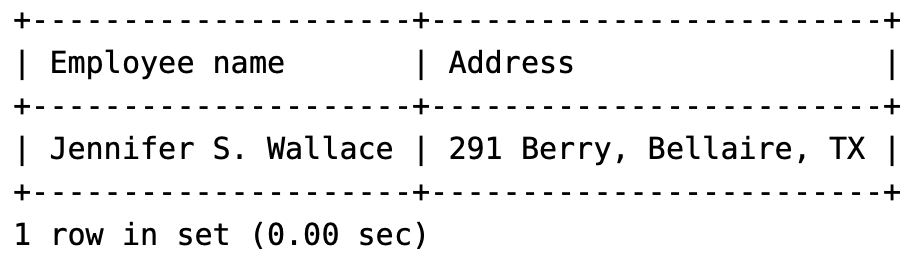 +---------------------+-------------------------+
| Employee name       | Address                 |
+---------------------+-------------------------+
| Jennifer S. Wallace | 291 Berry, Bellaire, TX |
+---------------------+-------------------------+
1 row in set (0.00 sec)